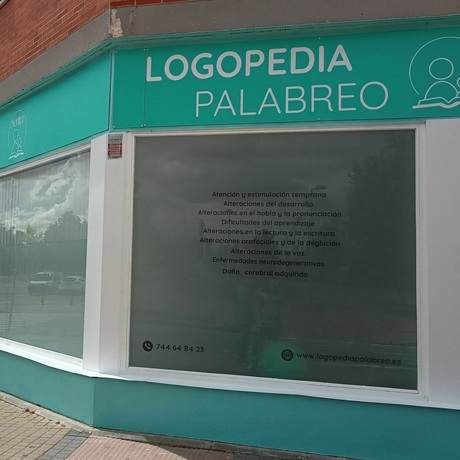 LOGOPEDIA
PALABREO
Atención y estimulación temprana
Alteraciones del desarrollo
Alteraciones en el habla y la pronunciación
Dificultades del aprendizaje
Alteraciones en la lectura y la escritura
Alteraciones orofaciales y de la deglución
Alteraciones de la voz
Enfermedades neurodegenerativas
Daño cerebral adquirido
744 64 84 23
www.logopediapalabreo.es